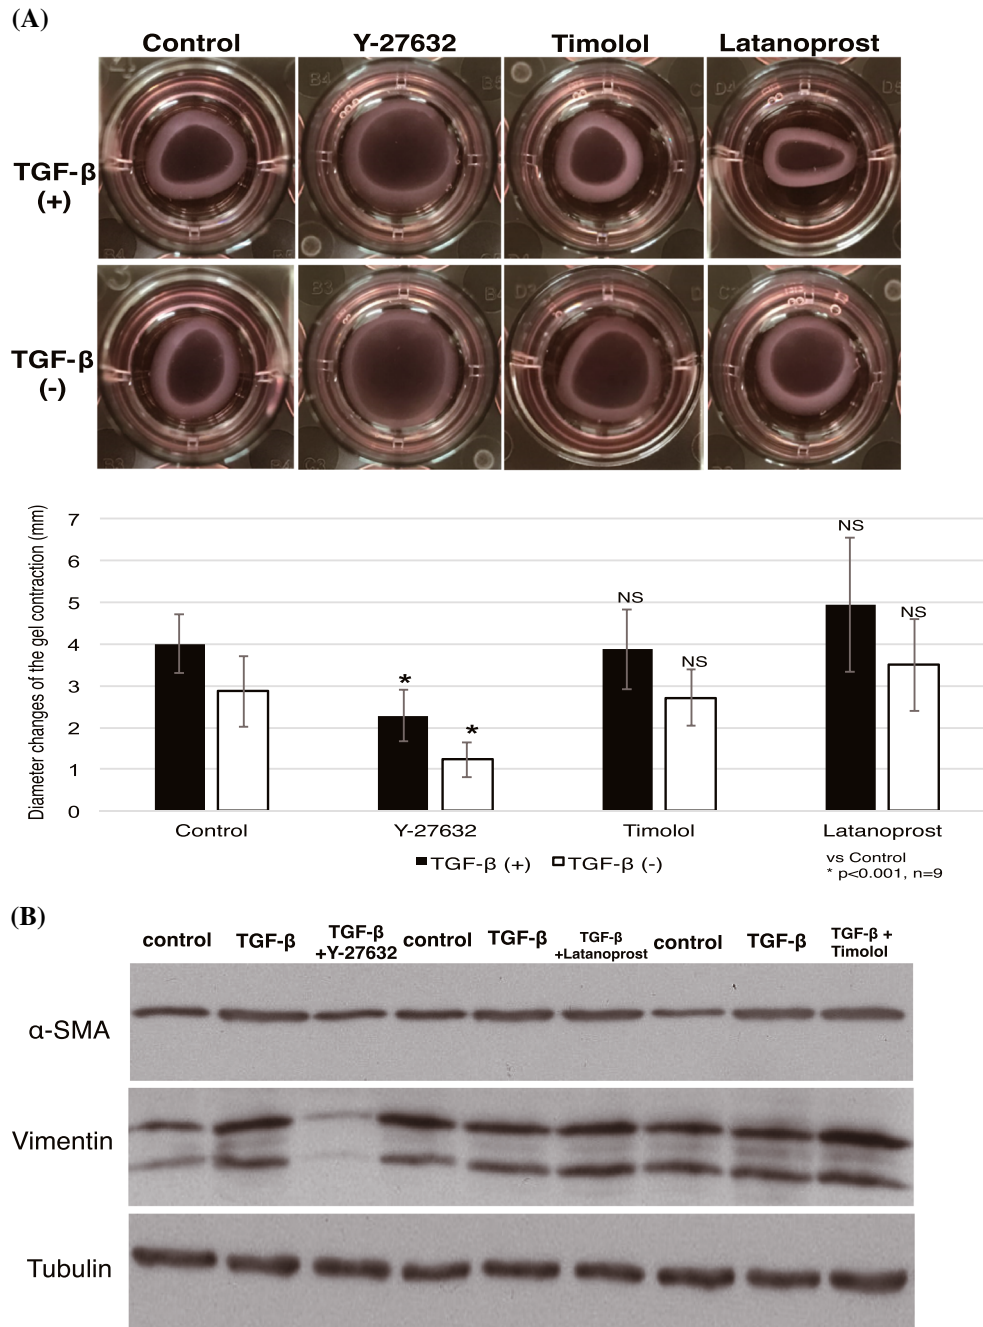 (A)
Control Y-27632 Timolol Latanoprost
TGF-β
(+)
TGF-β
(-)
Diameter changes of the gel contraction (mm)
7
6
5
4
3
2
1
0
*
*
NS
NS
NS
NS
Control Y-27632 Timolol Latanoprost
TGF-β (+) TGF-β (-)
vs Control
* p<0.001, n=9
(B)
control TGF-β TGF-β
+Y-27632 control TGF-β TGF-β
+Latanoprost control TGF-β TGF-β +
Timolol
α-SMA
Vimentin
Tubulin